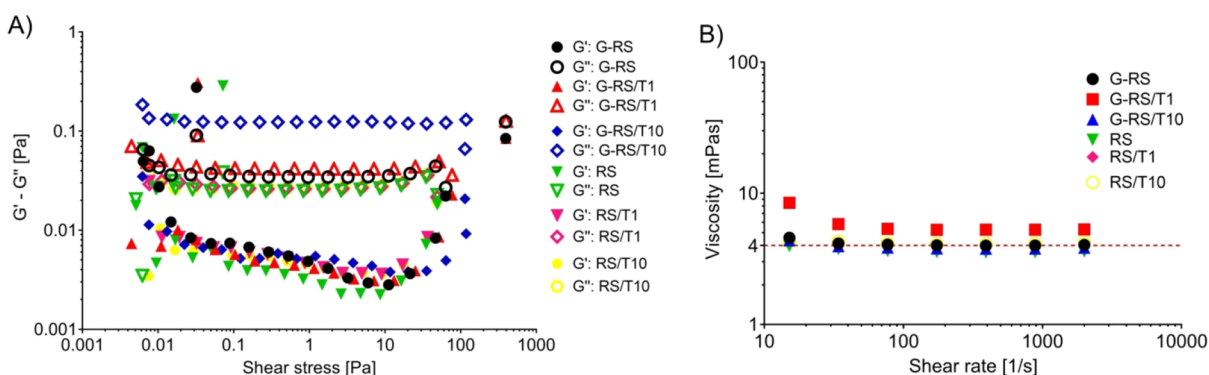 A)
G' - G" [Pa]
1
0.1
0.01
0.001
0.001
0.01
0.1
1
10
100
1000
Shear stress [Pa]
G': G-RS
G": G-RS
G': G-RS/T1
G": G-RS/T1
G': G-RS/T10
G": G-RS/T10
G': RS
G": RS
G': RS/T1
G": RS/T1
G': RS/T10
G": RS/T10
B)
Viscosity [mPas]
100
10
4
1
10
100
1000
10000
Shear rate [1/s]
G-RS
G-RS/T1
G-RS/T10
RS
RS/T1
RS/T10